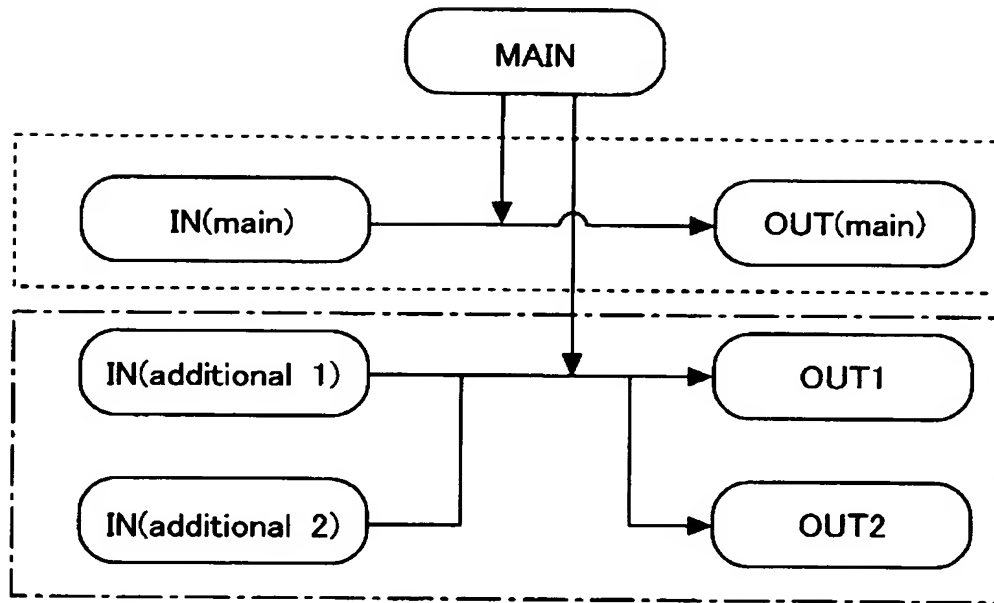 MAIN
IN(main)
OUT(main)
IN(additional 1)
OUT1
IN(additional 2)
OUT2